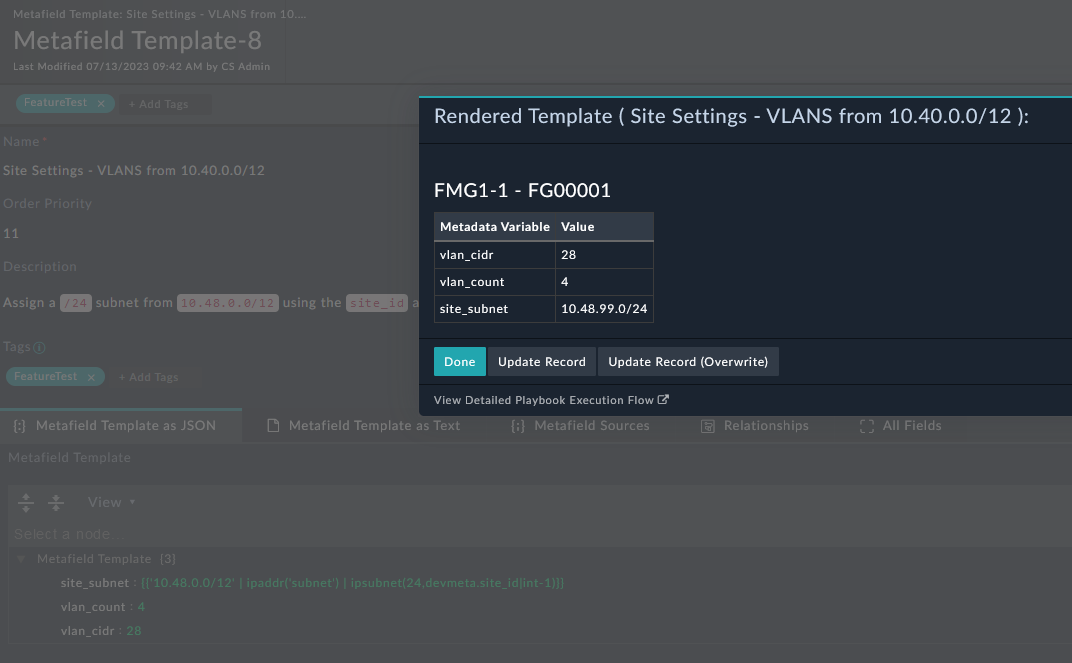 Metafield Template: Site Settings - VLANS from 10....
Metafield Template-8
Last Modified 07/13/2023 09:42 AM by CS Admin
FeatureTest × + Add Tags
Name*
Site Settings - VLANS from 10.40.0.0/12
Order Priority
11
Description
Assign a /24 subnet from 10.48.0.0/12 using the site_id a
Tags
FeatureTest × + Add Tags
Rendered Template ( Site Settings - VLANS from 10.40.0.0/12 ):
FMG1-1 - FG00001
Metadata Variable Value
vlan_cidr 28
vlan_count 4
site_subnet 10.48.99.0/24
Done Update Record Update Record (Overwrite)
View Detailed Playbook Execution Flow
Metafield Template as JSON Metafield Template as Text Metafield Sources Relationships All Fields
Metafield Template
View
Select a node...
Metafield Template {3}
site_subnet : {{'10.48.0.0/12' | ipaddr('subnet') | ipsubnet(24,devmeta.site_id|int-1)}}
vlan_count : 4
vlan_cidr : 28